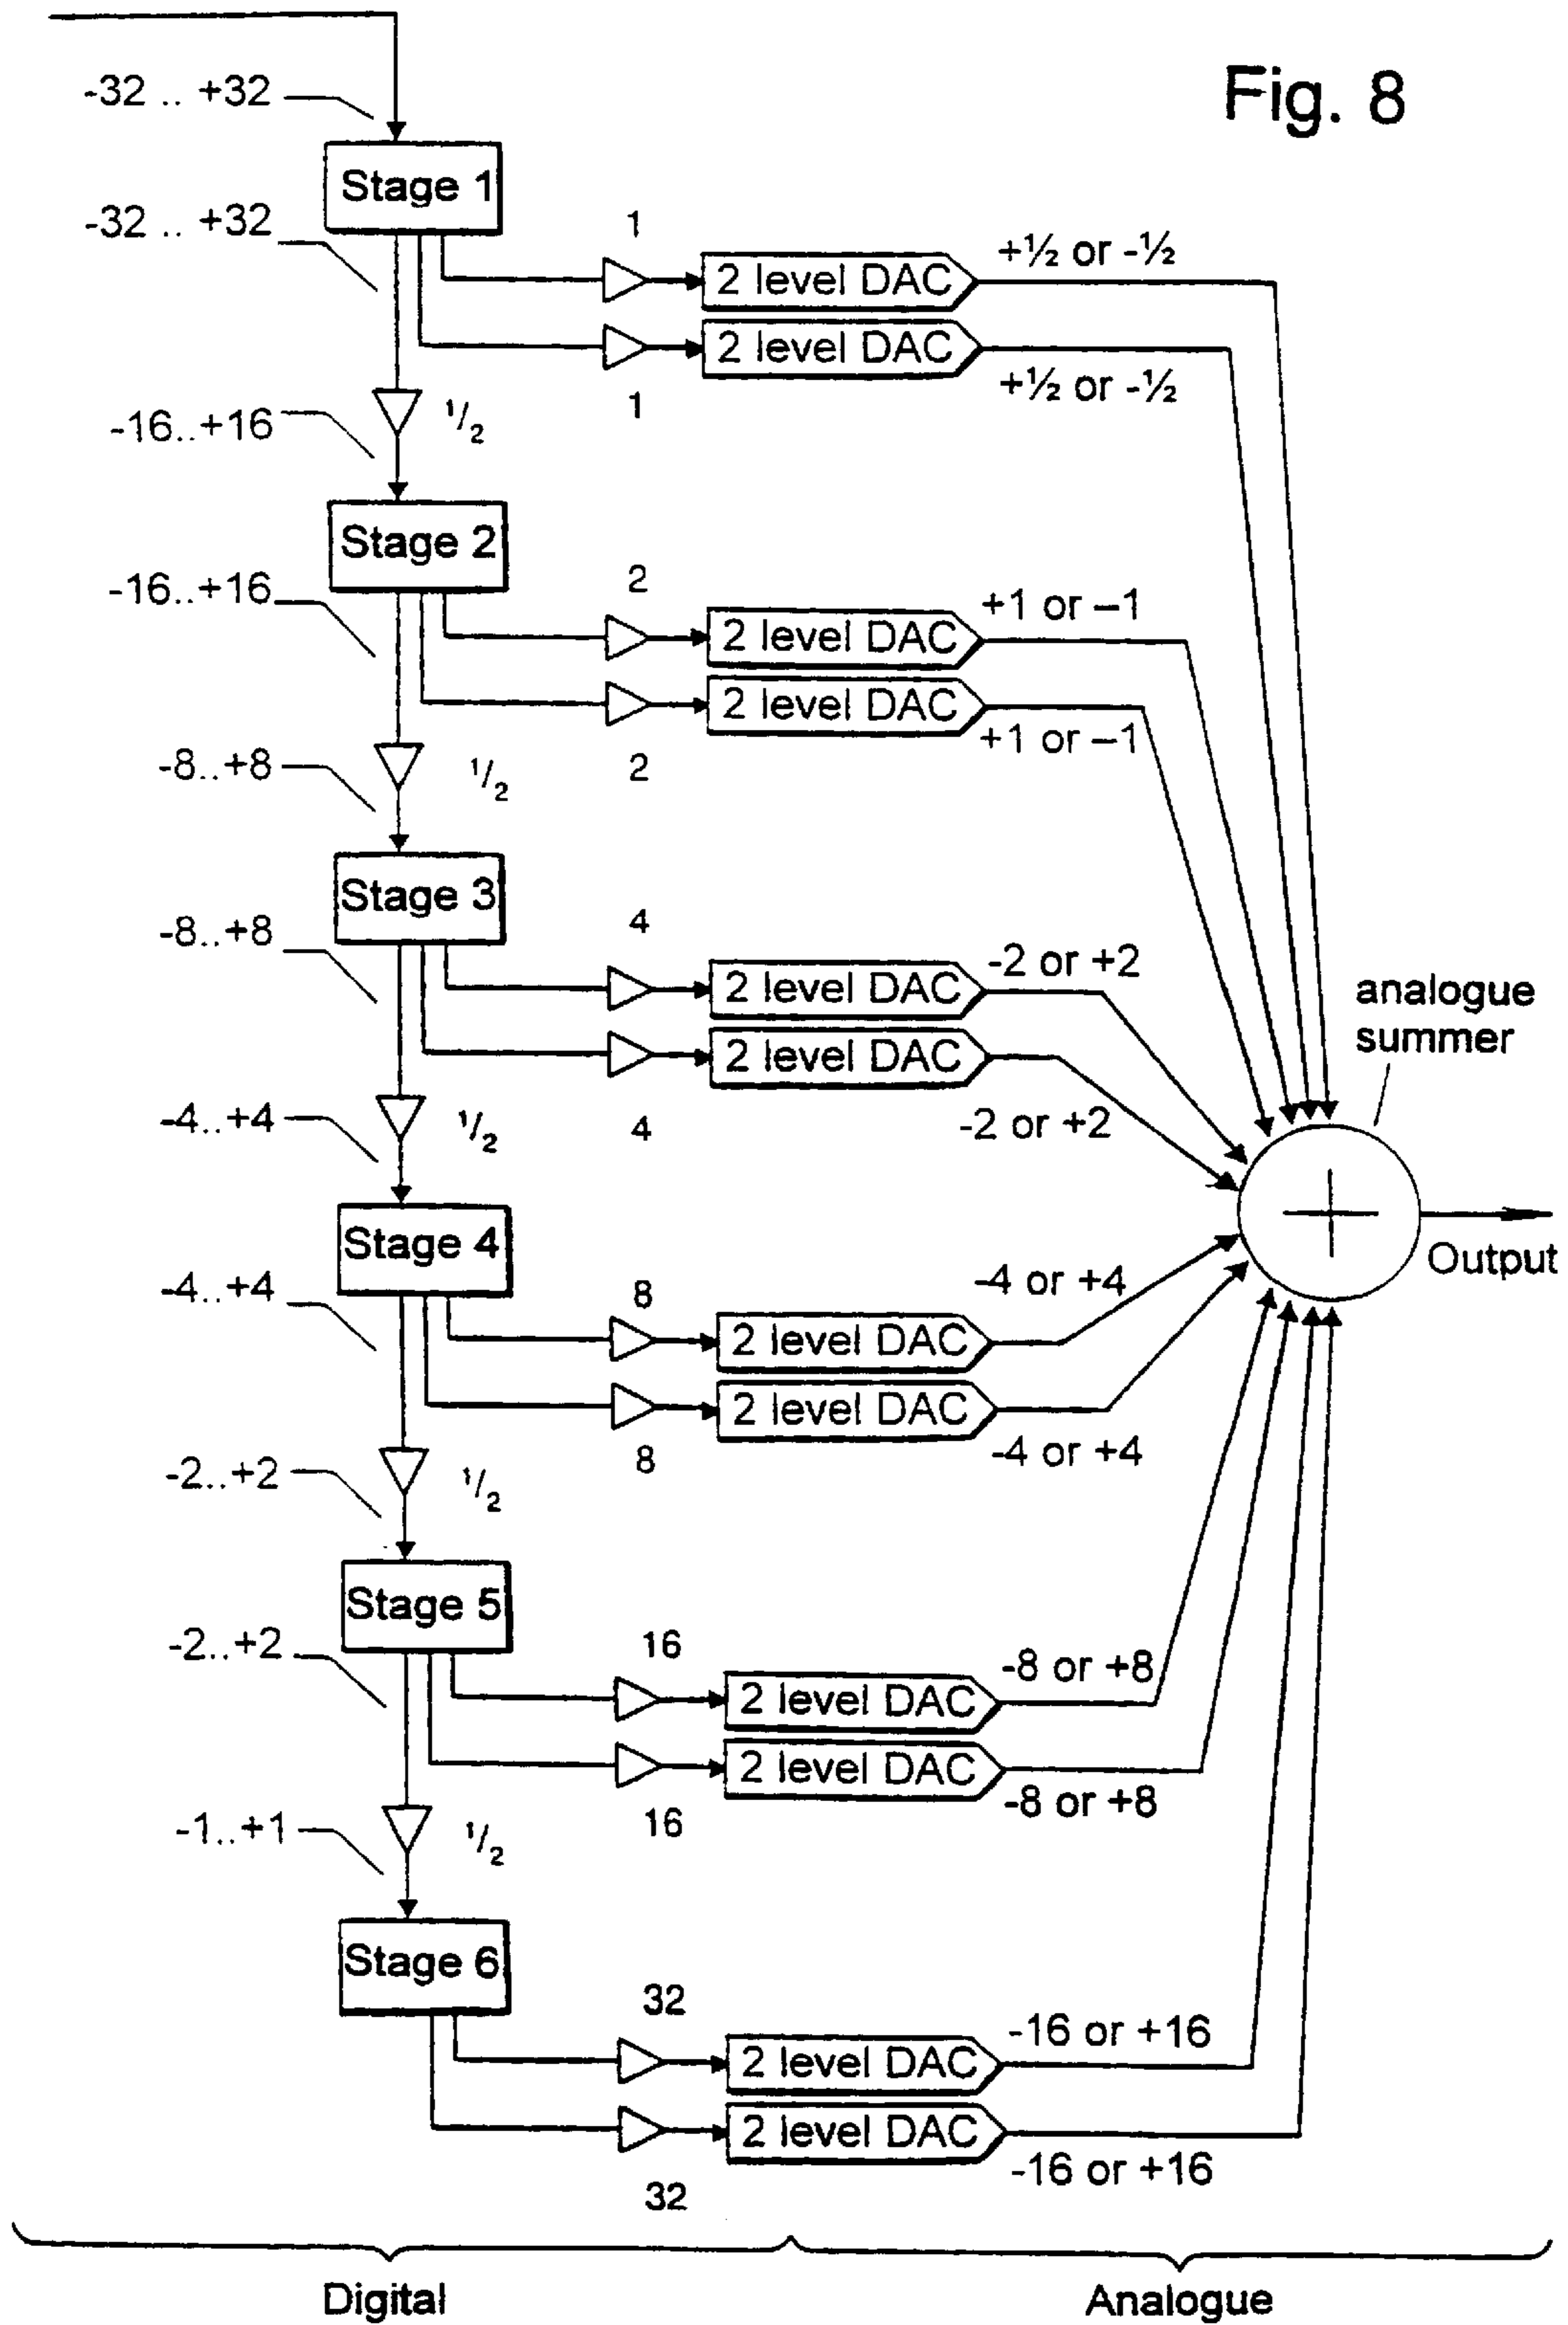 Fig. 8
-32 .. +32
Stage 1
-32 .. +32
1
2 level DAC
+½ or -½
2 level DAC
+½ or -½
1
1/2
-16..+16
Stage 2
-16..+16
2
2 level DAC
+1 or –1
2 level DAC
+1 or –1
2
1/2
-8..+8
Stage 3
-8..+8
4
2 level DAC
-2 or +2
2 level DAC
-2 or +2
4
analogue
summer
1/2
-4..+4
Stage 4
-4..+4
Output
8
2 level DAC
-4 or +4
2 level DAC
-4 or +4
8
1/2
-2..+2
Stage 5
-2..+2
16
2 level DAC
-8 or +8
2 level DAC
-8 or +8
16
1/2
-1..+1
Stage 6
32
2 level DAC
-16 or +16
2 level DAC
-16 or +16
32
Digital
Analogue